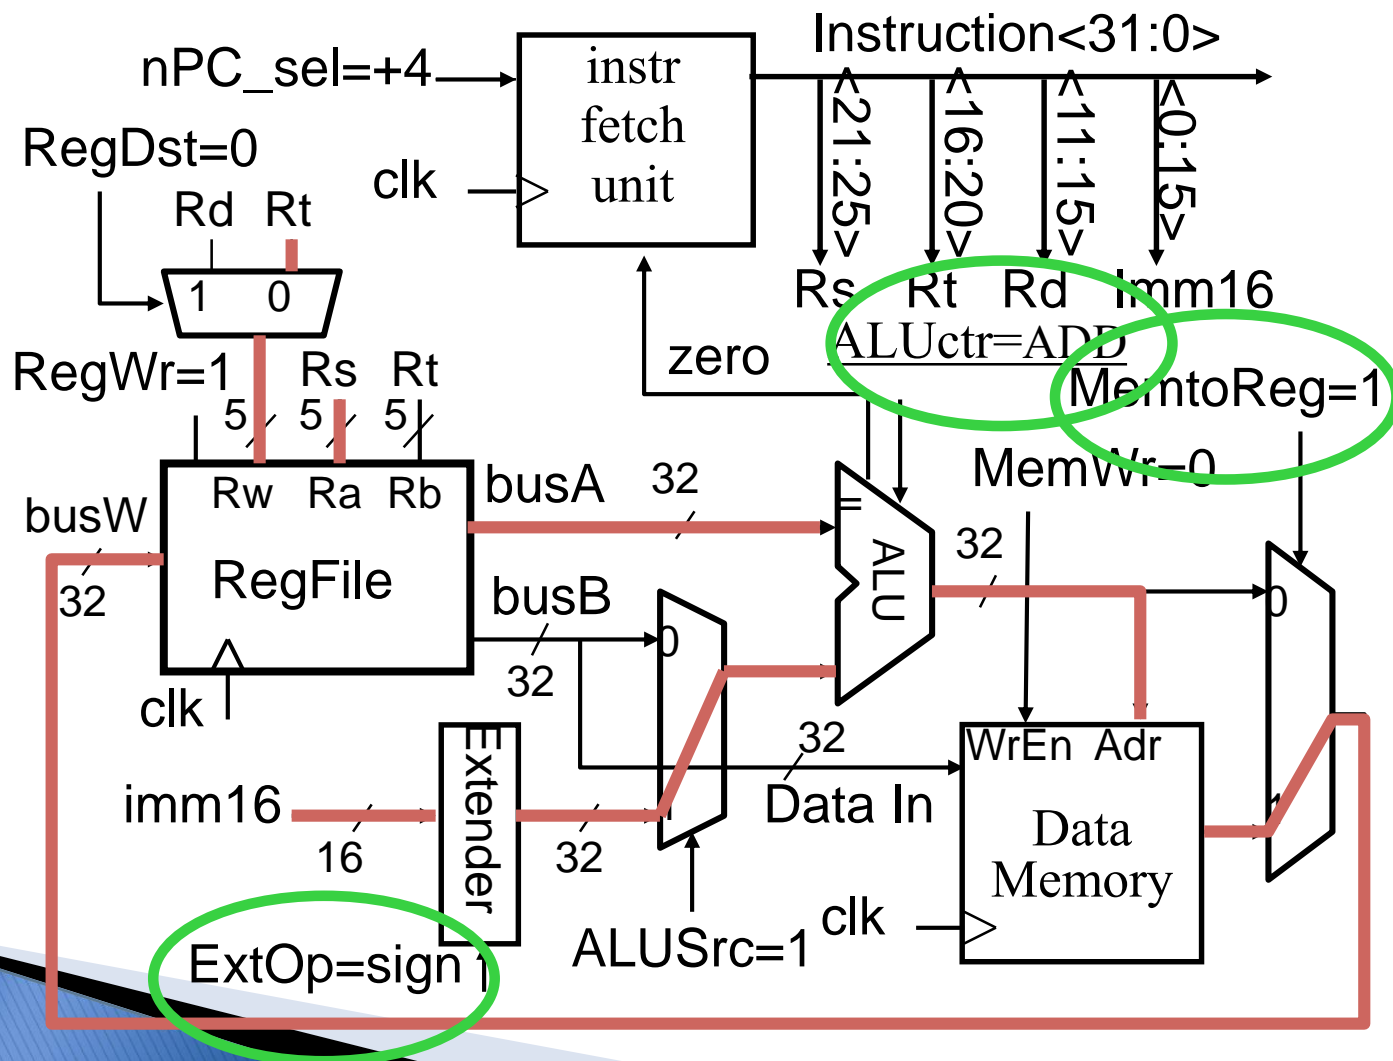 Instruction<31:0>
nPC_sel=+4
instr
fetch
unit
<21:25>
<16:20>
<11:15>
<0:15>
RegDst=0
clk
Rd Rt
1 0
Rs Rt Rd Imm16
ALUctr=ADD
zero
MemtoReg=1
RegWr=1
Rs Rt
5 5 5
MemWr=0
busW
Rw Ra Rb
busA
32
=
ALU
32
32
RegFile
busB
32
0
0
clk
Extender
32
WrEn Adr
imm16
16
32
1
Data In
Data
Memory
1
clk
ExtOp=sign
ALUSrc=1